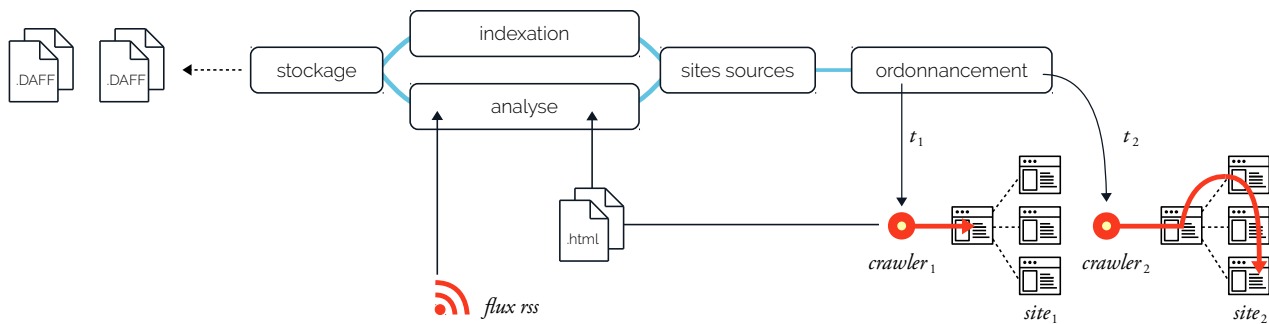 indexation
.DAFF
.DAFF
stockage
sites sources
ordonnancement
analyse
t1
t2
.html
crawler1
crawler2
flux rss
site1
site2